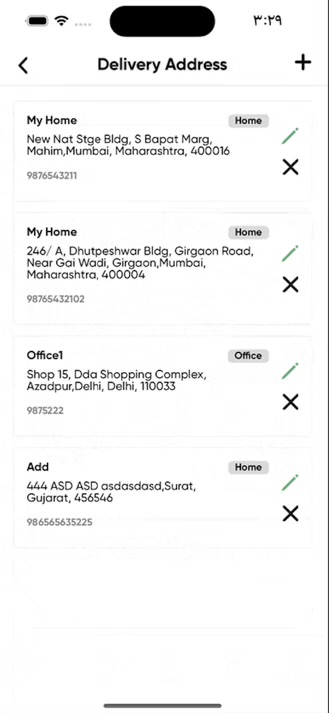 ۳:۲۹
Delivery Address
My Home
Home
New Nat Stge Bldg, S Bapat Marg,
Mahim,Mumbai, Maharashtra, 400016
9876543211
My Home
Home
246/ A, Dhutpeshwar Bldg, Girgaon Road,
Near Gai Wadi, Girgaon,Mumbai,
Maharashtra, 400004
98765432102
Office1
Office
Shop 15, Dda Shopping Complex,
Azadpur,Delhi, Delhi, 110033
9875222
Add
Home
444 ASD ASD asdasdasd,Surat,
Gujarat, 456546
986565635225